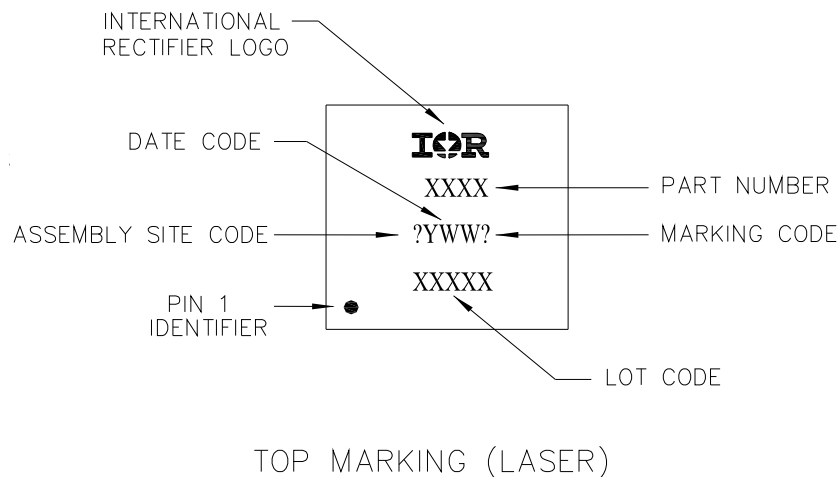 INTERNATIONAL
RECTIFIER LOGO
DATE CODE
IOR
XXXX
PART NUMBER
ASSEMBLY SITE CODE
?YWW?
MARKING CODE
XXXXX
PIN 1
IDENTIFIER
LOT CODE
TOP MARKING (LASER)